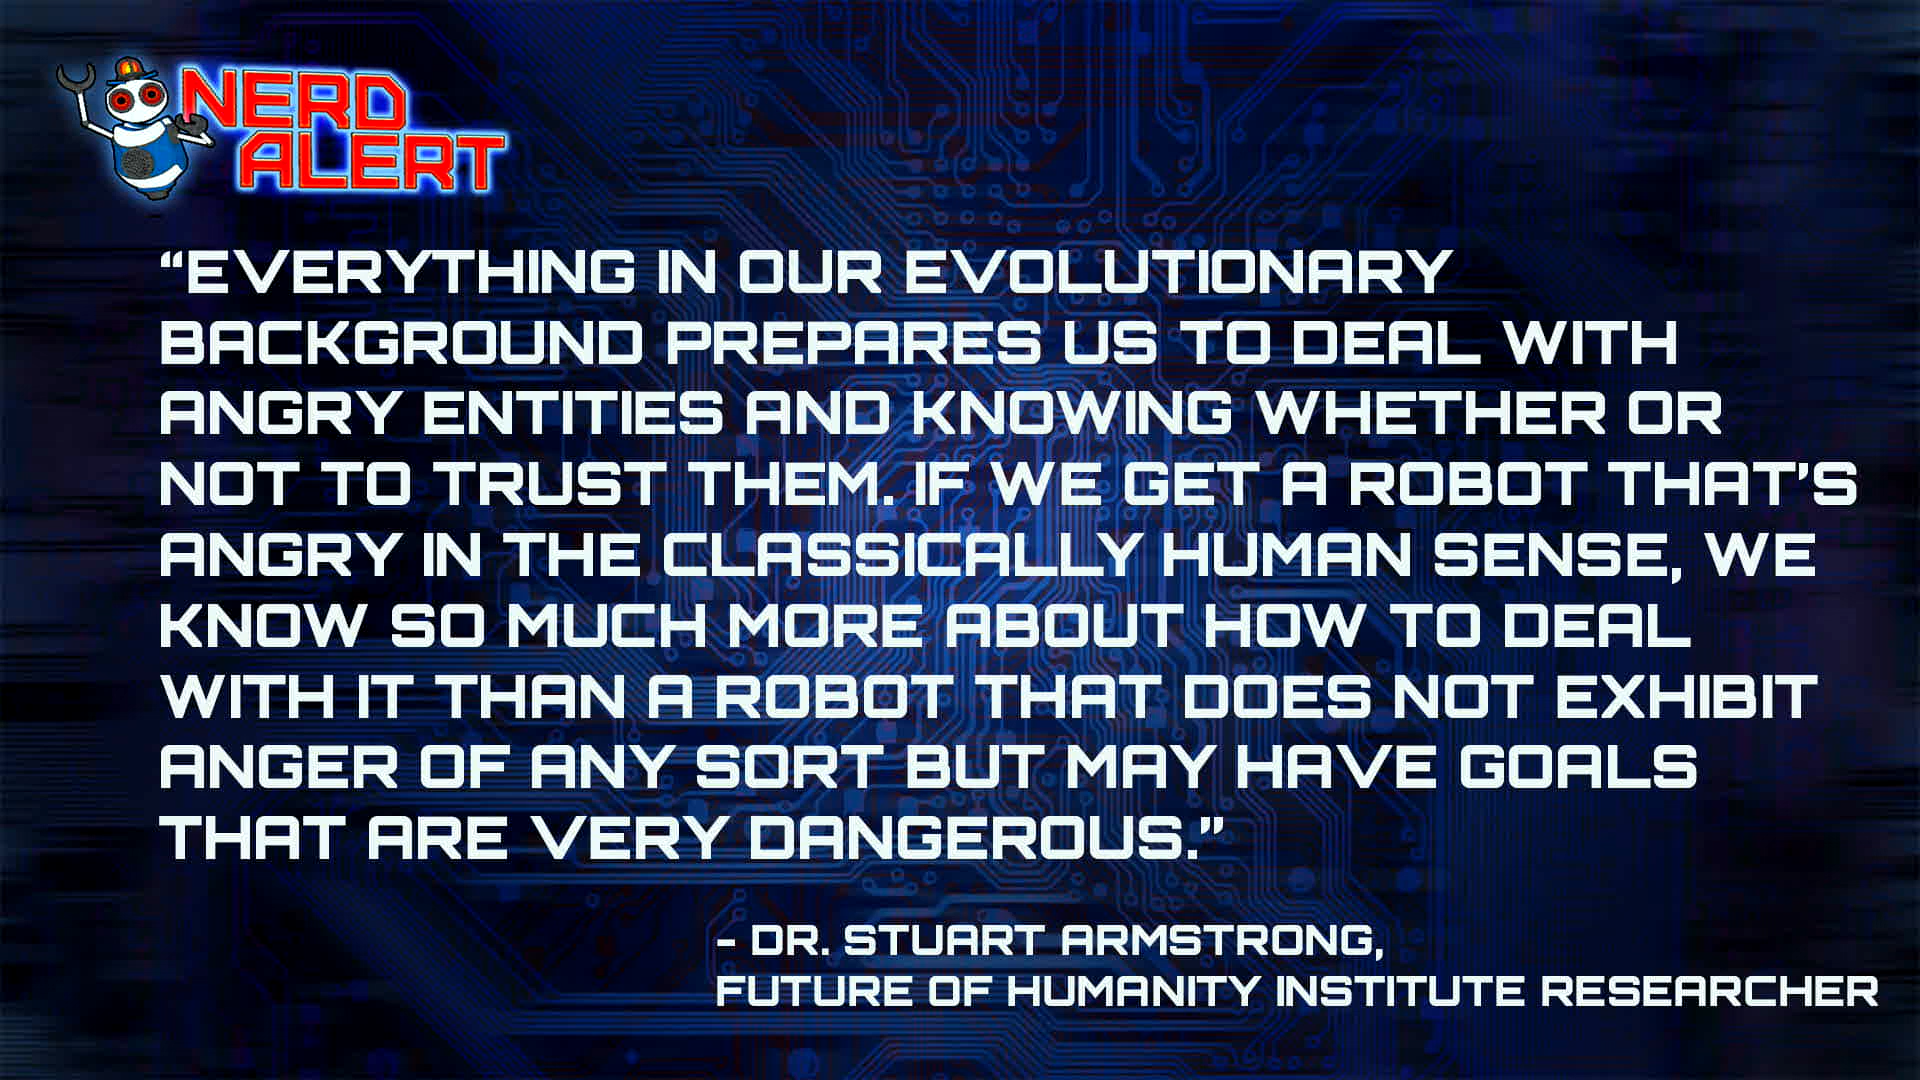 NERD
ALERT
“EVERYTHING IN OUR EVOLUTIONARY
BACKGROUND PREPARES US TO DEAL WITH
ANGRY ENTITIES AND KNOWING WHETHER OR
NOT TO TRUST THEM. IF WE GET A ROBOT THAT’S
ANGRY IN THE CLASSICALLY HUMAN SENSE, WE
KNOW SO MUCH MORE ABOUT HOW TO DEAL
WITH IT THAN A ROBOT THAT DOES NOT EXHIBIT
ANGER OF ANY SORT BUT MAY HAVE GOALS
THAT ARE VERY DANGEROUS.”
- DR. STUART ARMSTRONG,
FUTURE OF HUMANITY INSTITUTE RESEARCHER